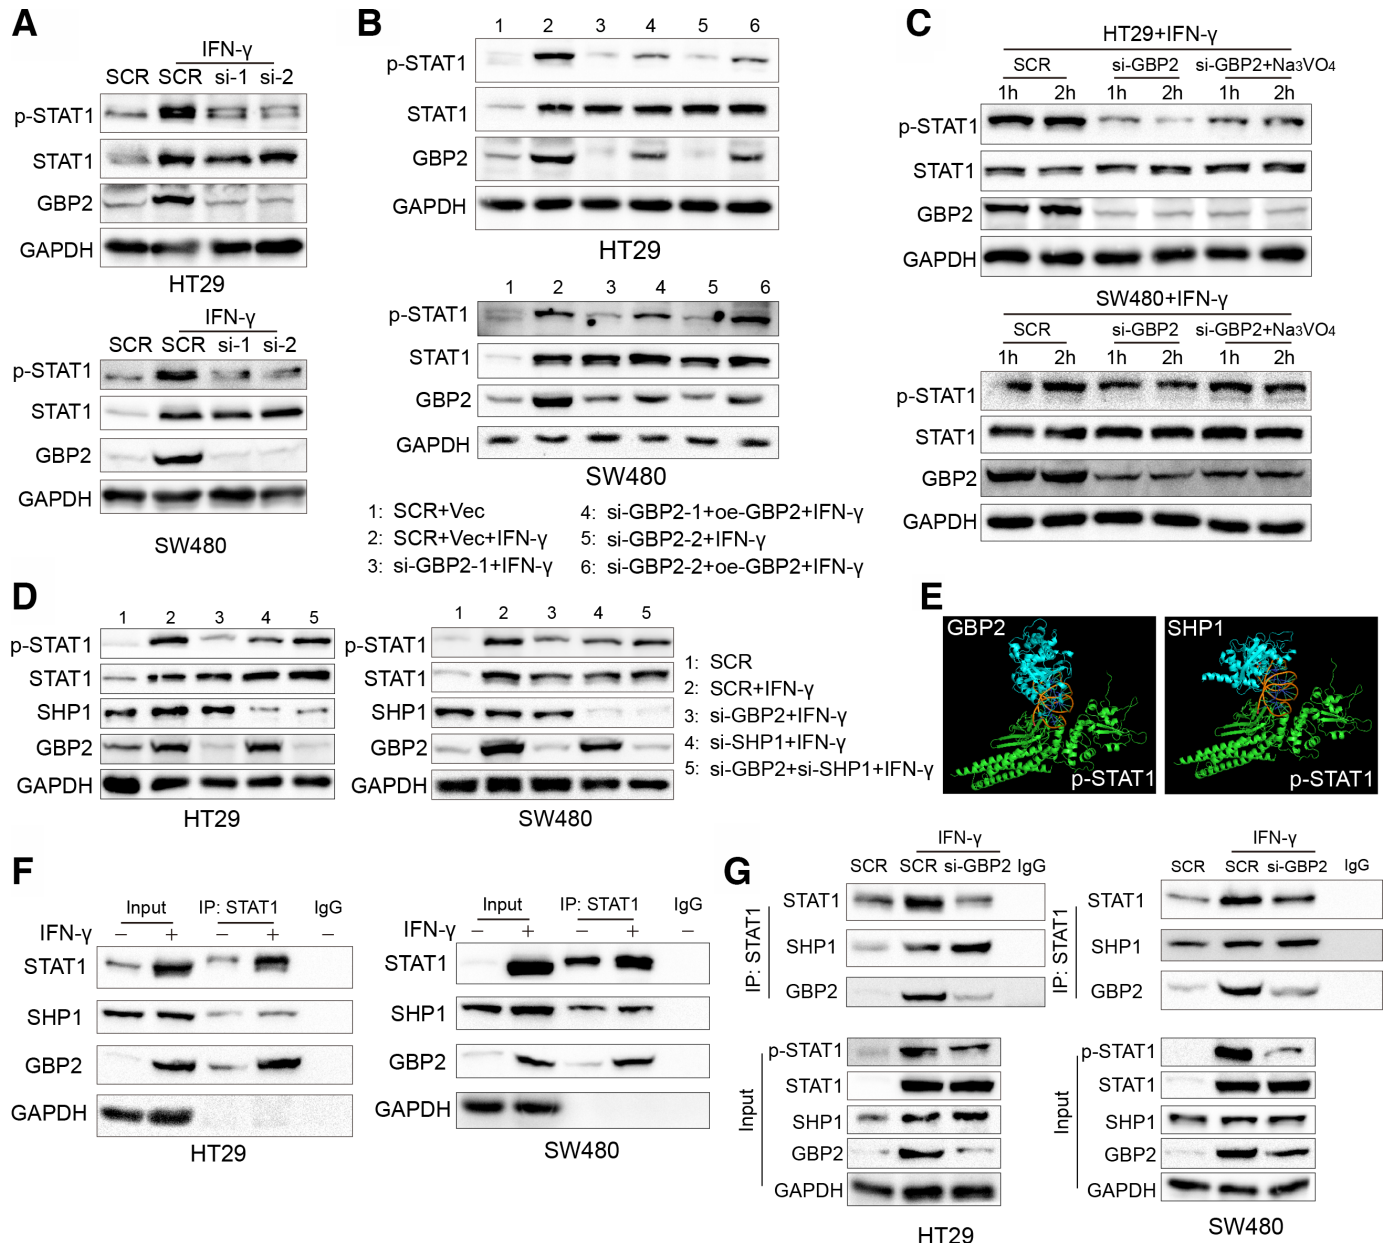 A
IFN-γ
SCR SCR si-1 si-2
p-STAT1
STAT1
GBP2
GAPDH
HT29
IFN-γ
SCR SCR si-1 si-2
p-STAT1
STAT1
GBP2
GAPDH
SW480
B
1 2 3 4 5 6
p-STAT1
STAT1
GBP2
GAPDH
HT29
1 2 3 4 5 6
p-STAT1
STAT1
GBP2
GAPDH
SW480
1: SCR+Vec
2: SCR+Vec+IFN-γ
3: si-GBP2-1+IFN-γ
4: si-GBP2-1+oe-GBP2+IFN-γ
5: si-GBP2-2+IFN-γ
6: si-GBP2-2+oe-GBP2+IFN-γ
C
HT29+IFN-γ
SCR si-GBP2 si-GBP2+Na₃VO₄
1h 2h 1h 2h 1h 2h
p-STAT1
STAT1
GBP2
GAPDH
SW480+IFN-γ
SCR si-GBP2 si-GBP2+Na₃VO₄
1h 2h 1h 2h 1h 2h
p-STAT1
STAT1
GBP2
GAPDH
D
1 2 3 4 5
p-STAT1
STAT1
SHP1
GBP2
GAPDH
HT29
1 2 3 4 5
p-STAT1
STAT1
SHP1
GBP2
GAPDH
SW480
1: SCR
2: SCR+IFN-γ
3: si-GBP2+IFN-γ
4: si-SHP1+IFN-γ
5: si-GBP2+si-SHP1+IFN-γ
E
GBP2
p-STAT1
SHP1
p-STAT1
F
Input IP: STAT1 IgG
IFN-γ − + − + −
STAT1
SHP1
GBP2
GAPDH
HT29
Input IP: STAT1 IgG
IFN-γ − + − + −
STAT1
SHP1
GBP2
GAPDH
SW480
G
IFN-γ
SCR SCR si-GBP2 IgG
IP: STAT1
STAT1
SHP1
GBP2
Input
p-STAT1
STAT1
SHP1
GBP2
GAPDH
HT29
IFN-γ
SCR SCR si-GBP2 IgG
IP: STAT1
STAT1
SHP1
GBP2
Input
p-STAT1
STAT1
SHP1
GBP2
GAPDH
SW480